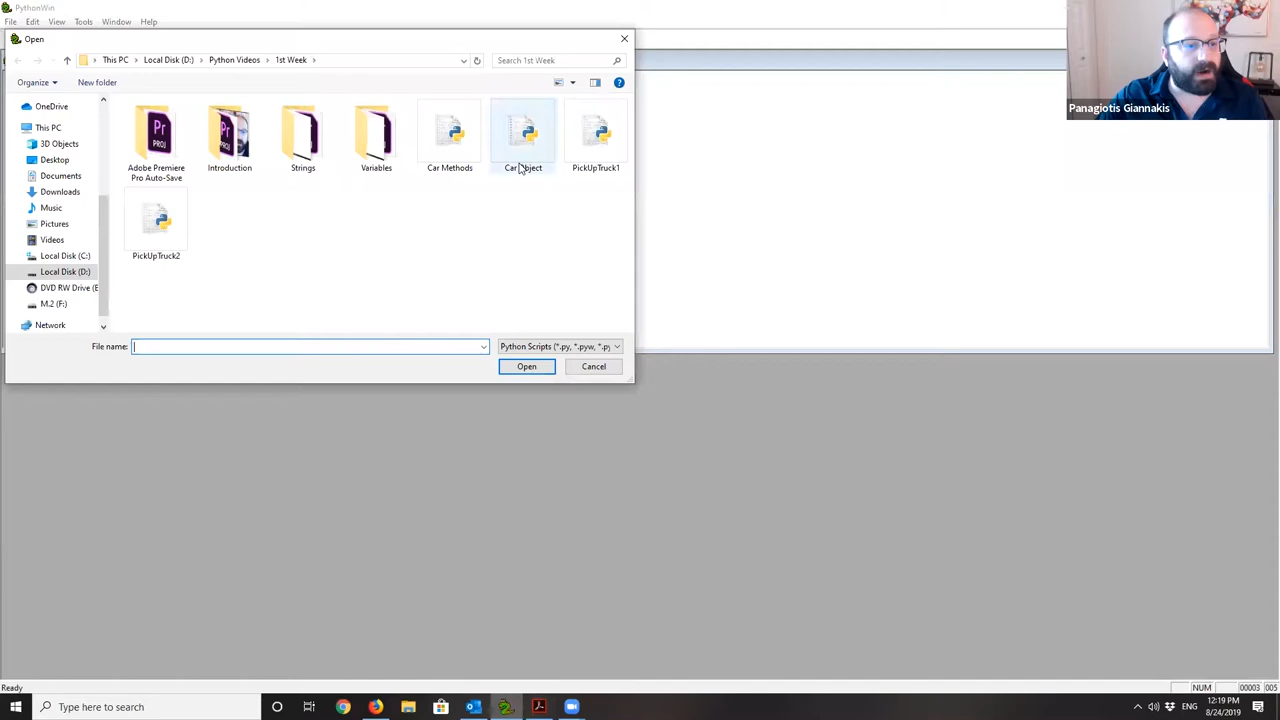 PythonWin
File Edit View Tools Window Help
Open
This PC Local Disk (D:) Python Videos 1st Week
Search 1st Week
Organize New folder
OneDrive
This PC
3D Objects
Desktop
Documents
Downloads
Music
Pictures
Videos
Local Disk (C:)
Local Disk (D:)
DVD RW Drive (E
M.2 (F:)
Network
Adobe Premiere
Pro Auto-Save
Introduction
Strings
Variables
Car Methods
Car Object
PickUpTruck1
PickUpTruck2
File name:
Python Scripts (*.py, *.pyw, *.py
Open Cancel
Panagiotis Giannakis
Ready
NUM 00003 005
Type here to search
ENG
12:19 PM
8/24/2019